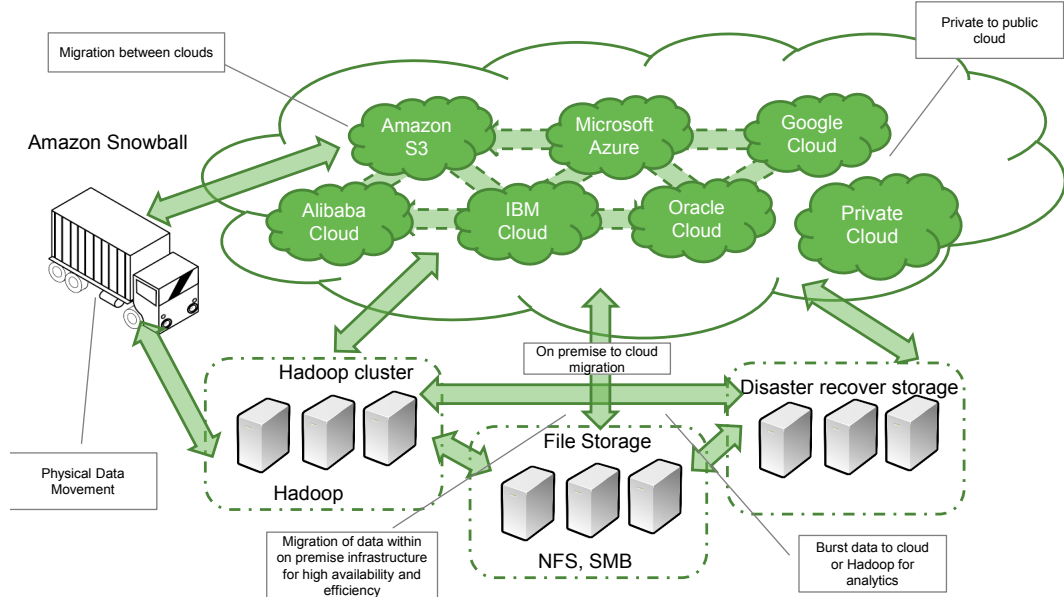 Migration between clouds
Private to public
cloud
Amazon Snowball
Amazon
S3
Microsoft
Azure
Google
Cloud
Alibaba
Cloud
IBM
Cloud
Oracle
Cloud
Private
Cloud
On premise to cloud
migration
Hadoop cluster
Hadoop
Disaster recover storage
File Storage
NFS, SMB
Physical Data
Movement
Migration of data within
on premise infrastructure
for high availability and
efficiency
Burst data to cloud
or Hadoop for
analytics